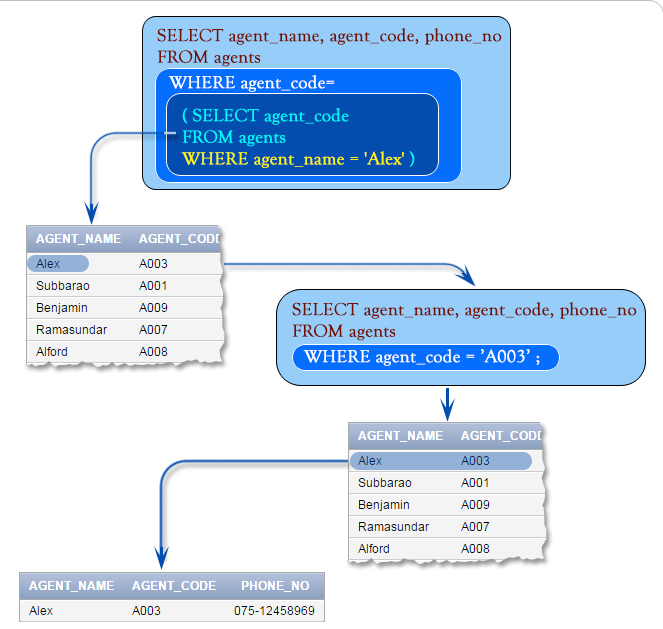 SELECT agent_name, agent_code, phone_no
FROM agents
WHERE agent_code=
( SELECT agent_code
FROM agents
WHERE agent_name = 'Alex' )
AGENT_NAME AGENT_CODE
Alex A003
Subbarao A001
Benjamin A009
Ramasundar A007
Alford A008
SELECT agent_name, agent_code, phone_no
FROM agents
WHERE agent_code = 'A003' ;
AGENT_NAME AGENT_CODE
Alex A003
Subbarao A001
Benjamin A009
Ramasundar A007
Alford A008
AGENT_NAME AGENT_CODE PHONE_NO
Alex A003 075-12458969